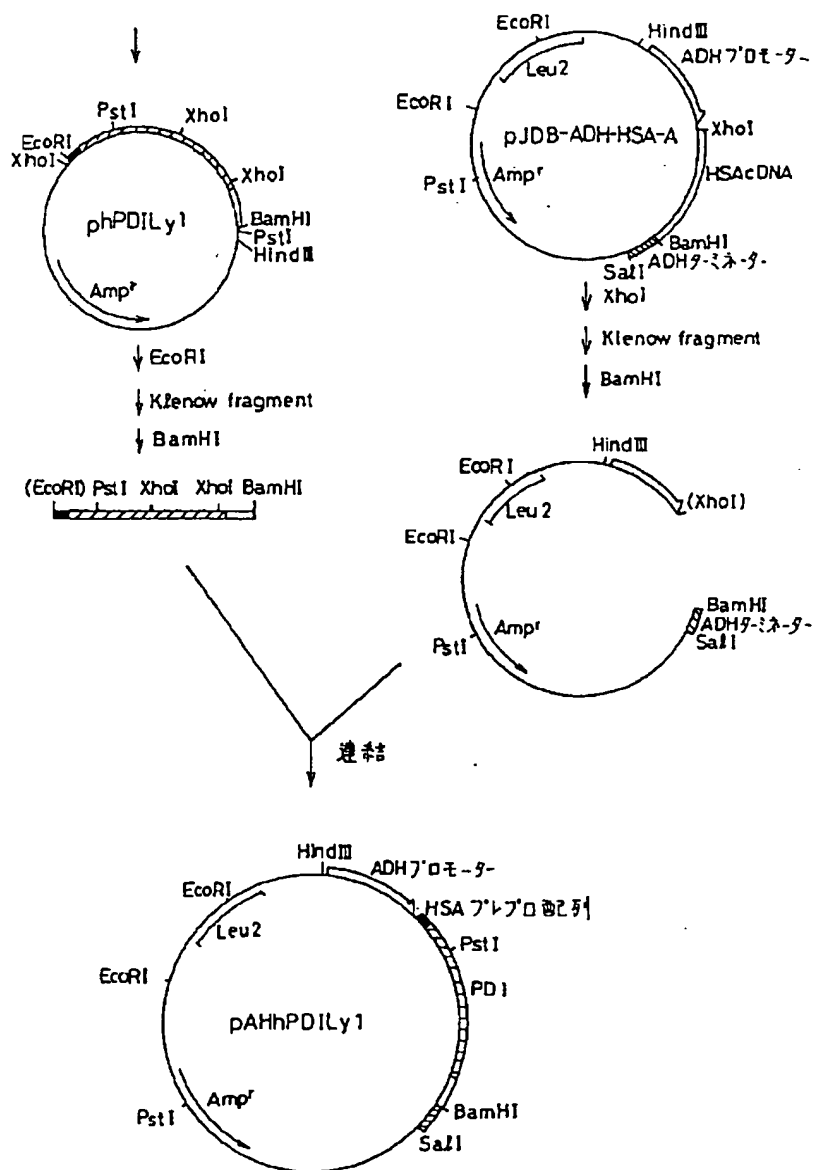 PstI
XhoI
EcoRI
XhoI
XhoI
phPDILy1
BamHI
PstI
HindⅢ
Ampʳ
EcoRI
Klenow fragment
BamHI
(EcoRI) PstI XhoI XhoI BamHI
EcoRI
HindⅢ
ADHプロモーター
Leu2
EcoRI
XhoI
pJDB-ADH-HSA-A
HSAcDNA
PstI
Ampʳ
BamHI
SalI
ADHターミネーター
XhoI
Klenow fragment
BamHI
HindⅢ
EcoRI
(XhoI)
Leu2
EcoRI
BamHI
ADHターミネーター
SalI
Ampʳ
PstI
連結
HindⅢ
ADHプロモーター
EcoRI
HSAプレプロ配列
Leu2
PstI
EcoRI
PDI
pAHhPDILy1
Ampʳ
PstI
BamHI
SalI